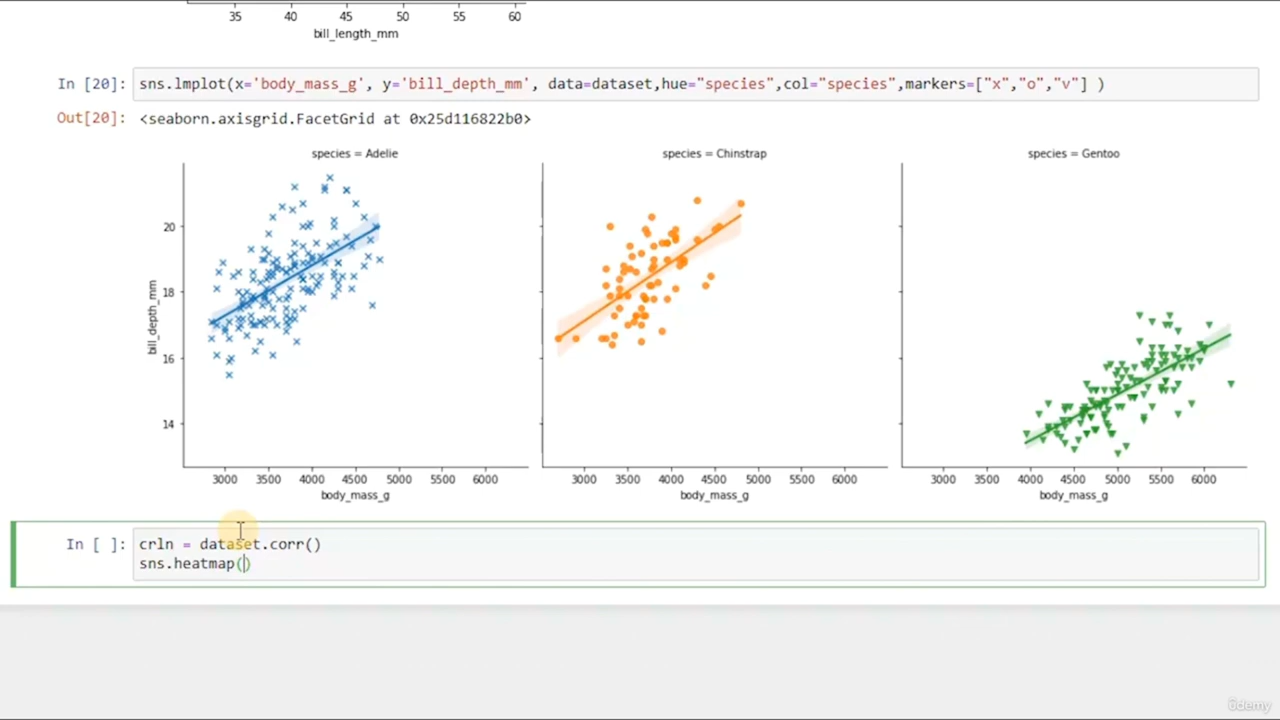 35 40 45 50 55 60
bill_length_mm
In [20]: sns.lmplot(x='body_mass_g', y='bill_depth_mm', data=dataset,hue="species",col="species",markers=["x","o","v"] )
Out[20]: <seaborn.axisgrid.FacetGrid at 0x25d116822b0>
species = Adelie species = Chinstrap species = Gentoo
20
18
16
14
bill_depth_mm
3000 3500 4000 4500 5000 5500 6000 3000 3500 4000 4500 5000 5500 6000 3000 3500 4000 4500 5000 5500 6000
body_mass_g body_mass_g body_mass_g
In [ ]: crln = dataset.corr()
sns.heatmap()
ûdemy